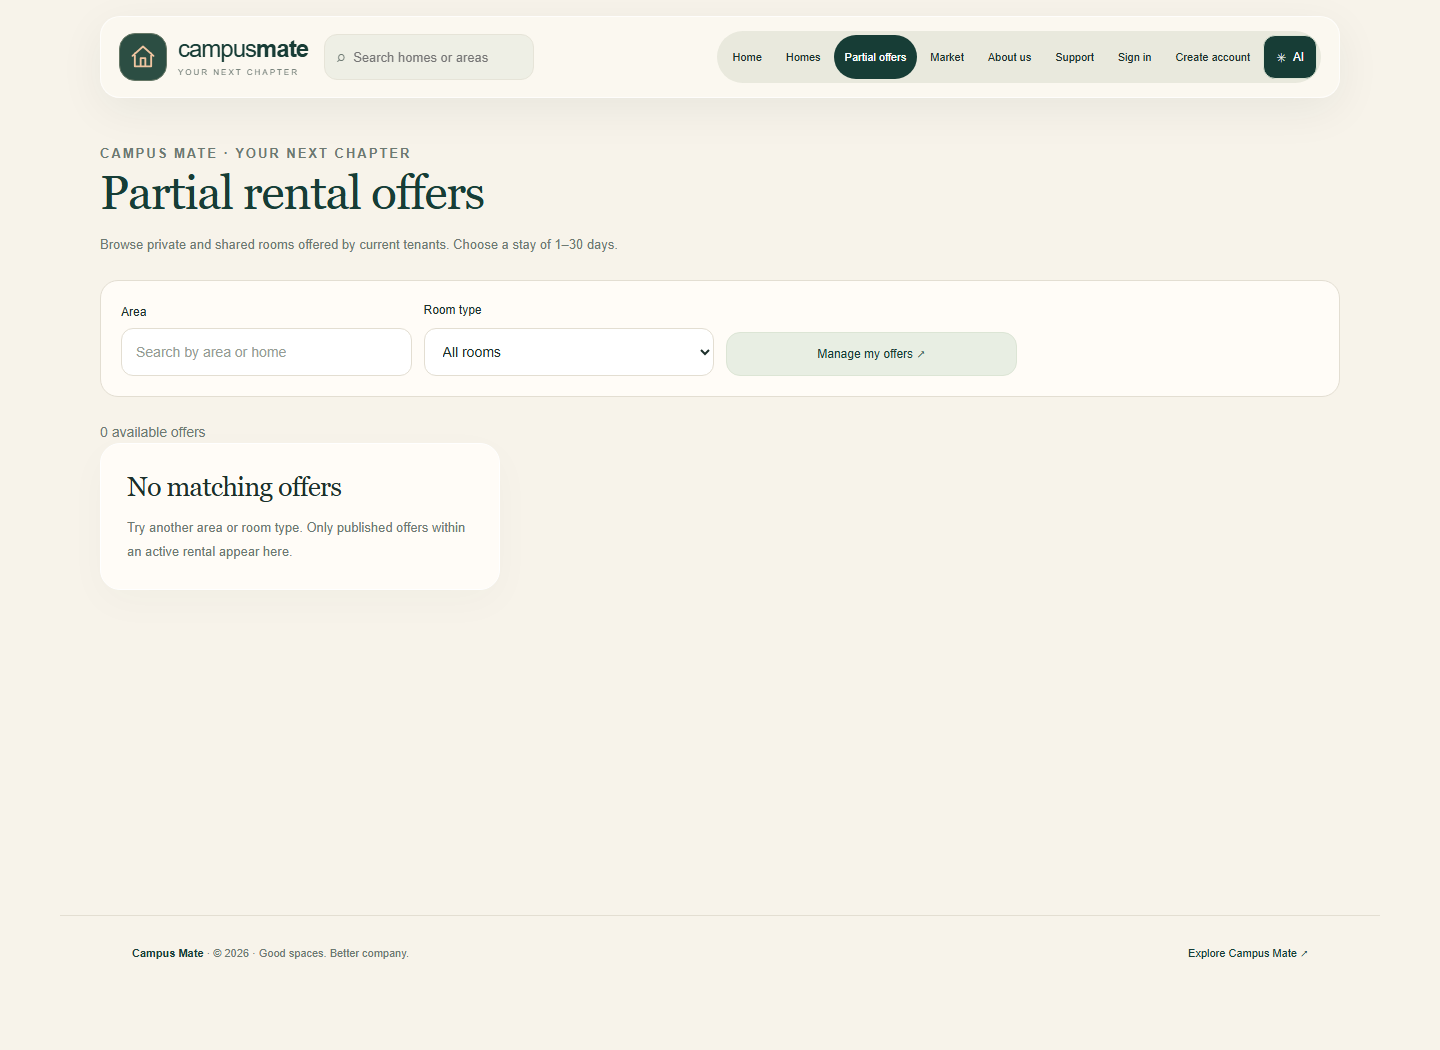 campusmate
YOUR NEXT CHAPTER
Search homes or areas
Home Homes Partial offers Market About us Support Sign in Create account AI
CAMPUS MATE · YOUR NEXT CHAPTER
Partial rental offers
Browse private and shared rooms offered by current tenants. Choose a stay of 1–30 days.
Area
Room type
Search by area or home
All rooms
Manage my offers ↗
0 available offers
No matching offers
Try another area or room type. Only published offers within
an active rental appear here.
Campus Mate · © 2026 · Good spaces. Better company.
Explore Campus Mate ↗